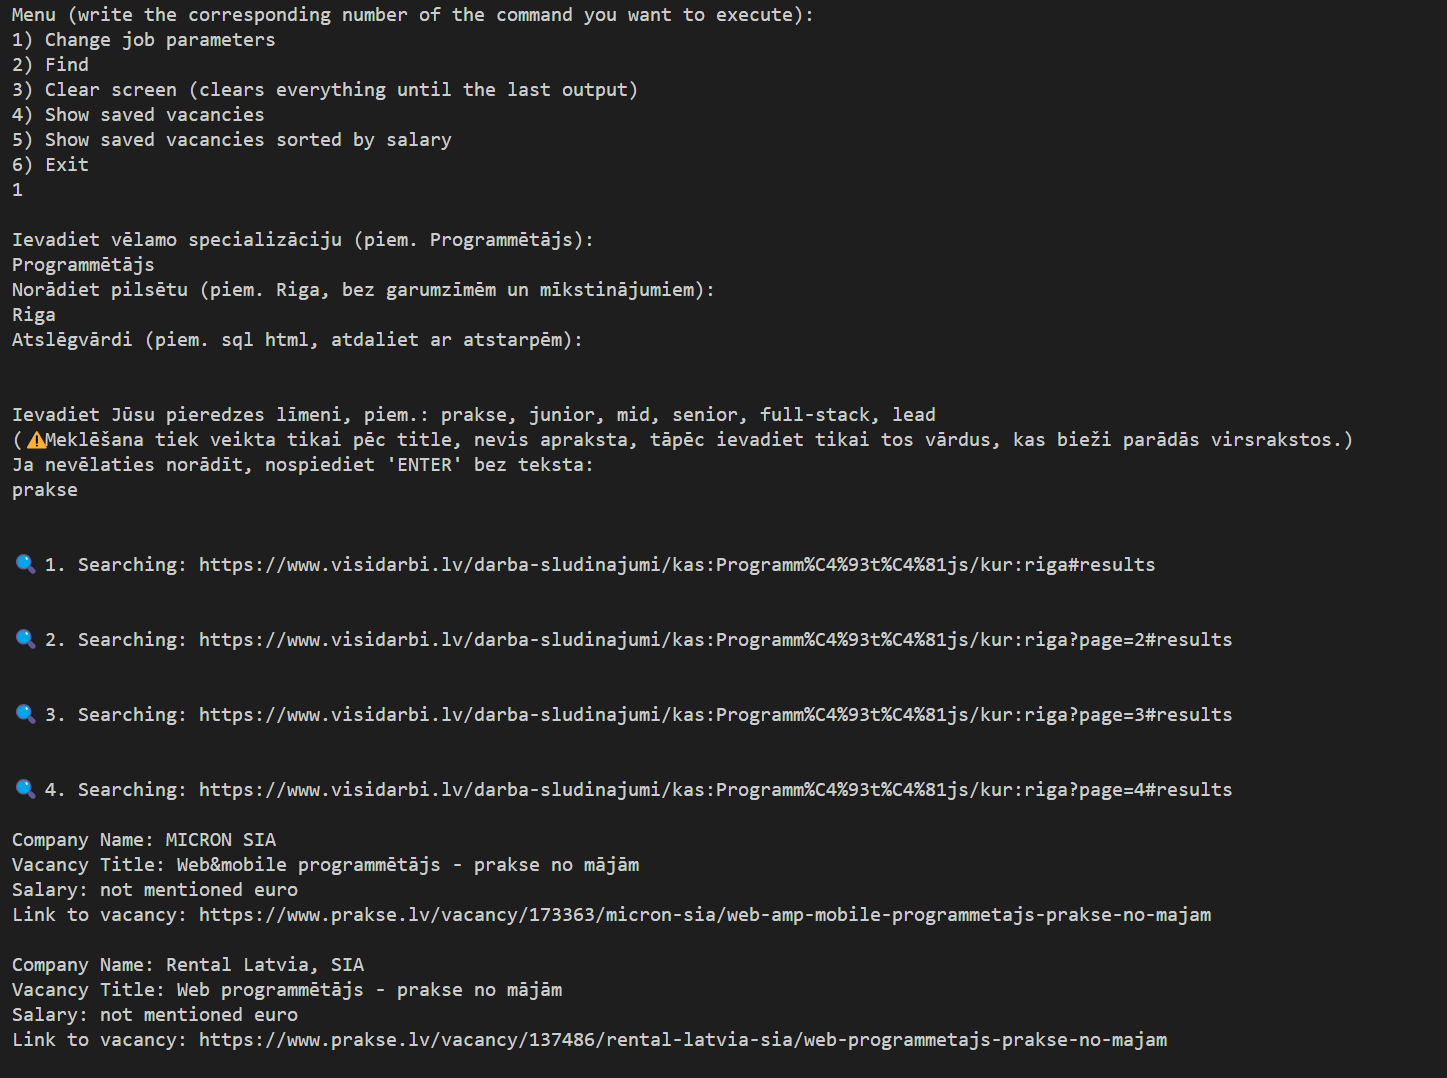 Menu (write the corresponding number of the command you want to execute):
1) Change job parameters
2) Find
3) Clear screen (clears everything until the last output)
4) Show saved vacancies
5) Show saved vacancies sorted by salary
6) Exit
1
Ievadiet vēlamo specializāciju (piem. Programmētājs):
Programmētājs
Norādiet pilsētu (piem. Riga, bez garumzīmēm un mīkstinājumiem):
Riga
Atslēgvārdi (piem. sql html, atdaliet ar atstarpēm):
Ievadiet Jūsu pieredzes līmeni, piem.: prakse, junior, mid, senior, full-stack, lead
(⚠️Meklēšana tiek veikta tikai pēc title, nevis apraksta, tāpēc ievadiet tikai tos vārdus, kas bieži parādās virsrakstos.)
Ja nevēlaties norādīt, nospiediet 'ENTER' bez teksta:
prakse
🔍 1. Searching: https://www.visidarbi.lv/darba-sludinajumi/kas:Programm%C4%93t%C4%81js/kur:riga#results
🔍 2. Searching: https://www.visidarbi.lv/darba-sludinajumi/kas:Programm%C4%93t%C4%81js/kur:riga?page=2#results
🔍 3. Searching: https://www.visidarbi.lv/darba-sludinajumi/kas:Programm%C4%93t%C4%81js/kur:riga?page=3#results
🔍 4. Searching: https://www.visidarbi.lv/darba-sludinajumi/kas:Programm%C4%93t%C4%81js/kur:riga?page=4#results
Company Name: MICRON SIA
Vacancy Title: Web&mobile programmētājs - prakse no mājām
Salary: not mentioned euro
Link to vacancy: https://www.prakse.lv/vacancy/173363/micron-sia/web-amp-mobile-programmetajs-prakse-no-majam
Company Name: Rental Latvia, SIA
Vacancy Title: Web programmētājs - prakse no mājām
Salary: not mentioned euro
Link to vacancy: https://www.prakse.lv/vacancy/137486/rental-latvia-sia/web-programmetajs-prakse-no-majam